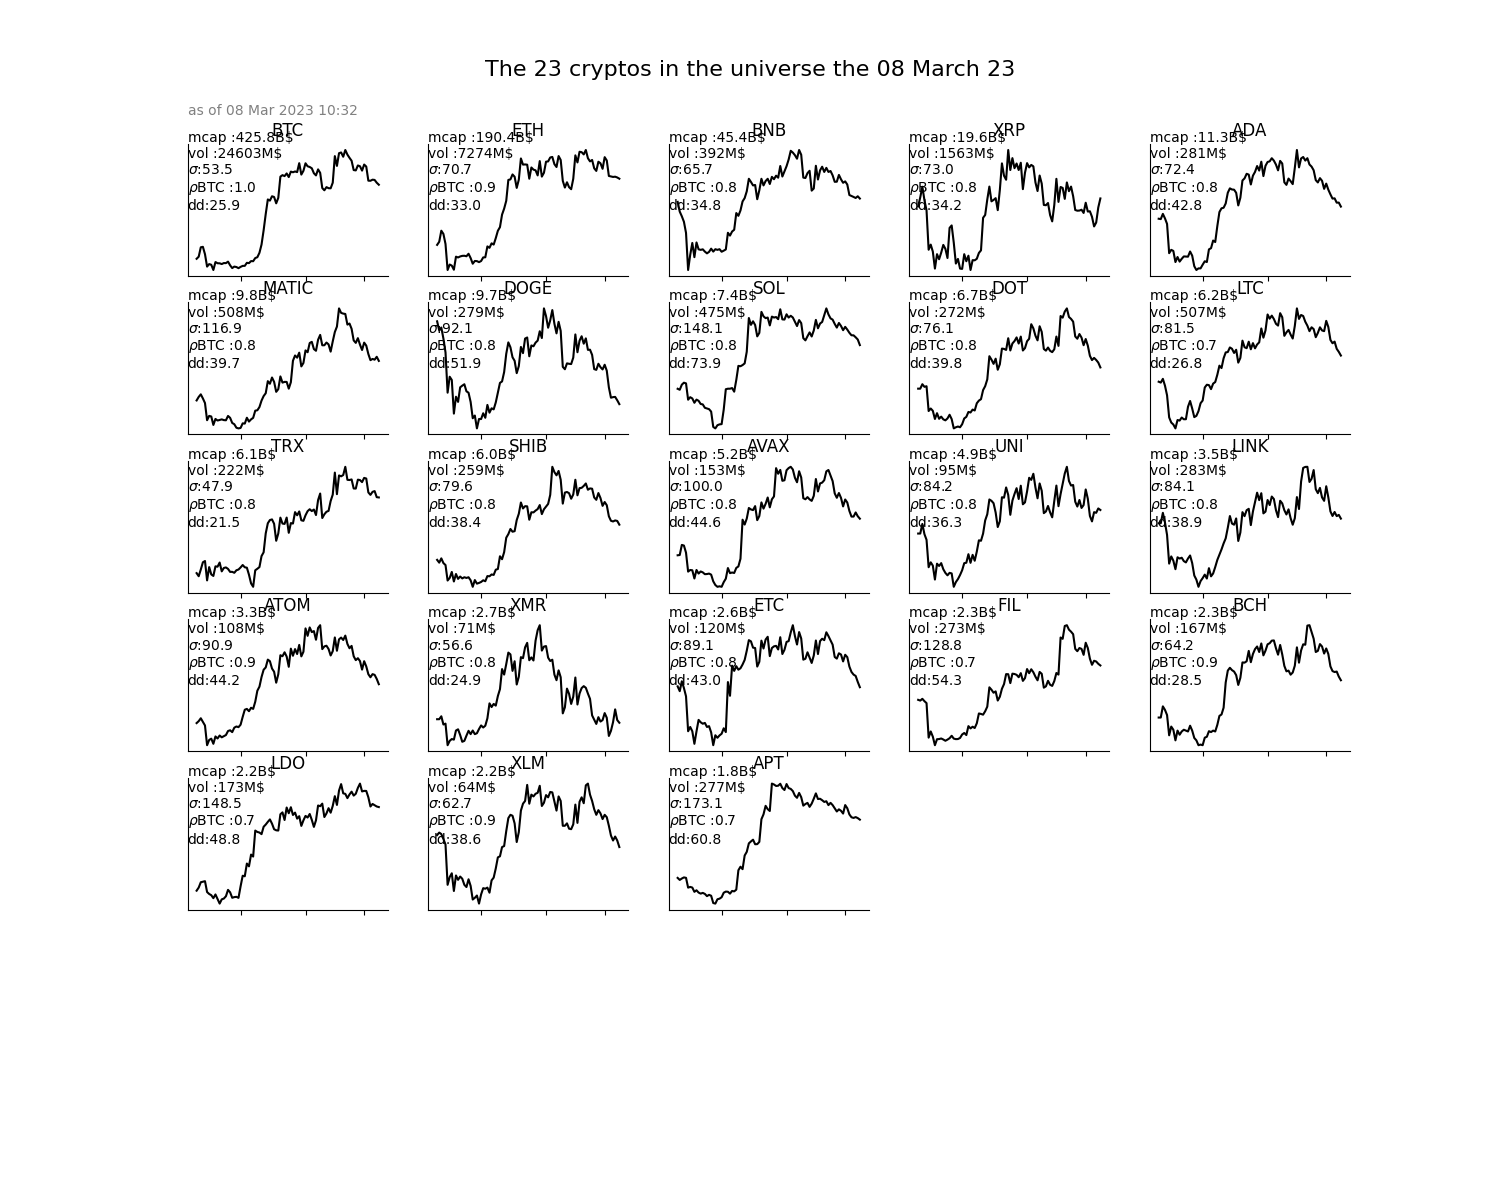 The 23 cryptos in the universe the 08 March 23
as of 08 Mar 2023 10:32
BTC
mcap :425.8B$
vol :24603M$
σ:53.5
ρBTC :1.0
dd:25.9
ETH
mcap :190.4B$
vol :7274M$
σ:70.7
ρBTC :0.9
dd:33.0
BNB
mcap :45.4B$
vol :392M$
σ:65.7
ρBTC :0.8
dd:34.8
XRP
mcap :19.6B$
vol :1563M$
σ:73.0
ρBTC :0.8
dd:34.2
ADA
mcap :11.3B$
vol :281M$
σ:72.4
ρBTC :0.8
dd:42.8
MATIC
mcap :9.8B$
vol :508M$
σ:116.9
ρBTC :0.8
dd:39.7
DOGE
mcap :9.7B$
vol :279M$
σ:92.1
ρBTC :0.8
dd:51.9
SOL
mcap :7.4B$
vol :475M$
σ:148.1
ρBTC :0.8
dd:73.9
DOT
mcap :6.7B$
vol :272M$
σ:76.1
ρBTC :0.8
dd:39.8
LTC
mcap :6.2B$
vol :507M$
σ:81.5
ρBTC :0.7
dd:26.8
TRX
mcap :6.1B$
vol :222M$
σ:47.9
ρBTC :0.8
dd:21.5
SHIB
mcap :6.0B$
vol :259M$
σ:79.6
ρBTC :0.8
dd:38.4
AVAX
mcap :5.2B$
vol :153M$
σ:100.0
ρBTC :0.8
dd:44.6
UNI
mcap :4.9B$
vol :95M$
σ:84.2
ρBTC :0.8
dd:36.3
LINK
mcap :3.5B$
vol :283M$
σ:84.1
ρBTC :0.8
dd:38.9
ATOM
mcap :3.3B$
vol :108M$
σ:90.9
ρBTC :0.9
dd:44.2
XMR
mcap :2.7B$
vol :71M$
σ:56.6
ρBTC :0.8
dd:24.9
ETC
mcap :2.6B$
vol :120M$
σ:89.1
ρBTC :0.8
dd:43.0
FIL
mcap :2.3B$
vol :273M$
σ:128.8
ρBTC :0.7
dd:54.3
BCH
mcap :2.3B$
vol :167M$
σ:64.2
ρBTC :0.9
dd:28.5
LDO
mcap :2.2B$
vol :173M$
σ:148.5
ρBTC :0.7
dd:48.8
XLM
mcap :2.2B$
vol :64M$
σ:62.7
ρBTC :0.9
dd:38.6
APT
mcap :1.8B$
vol :277M$
σ:173.1
ρBTC :0.7
dd:60.8